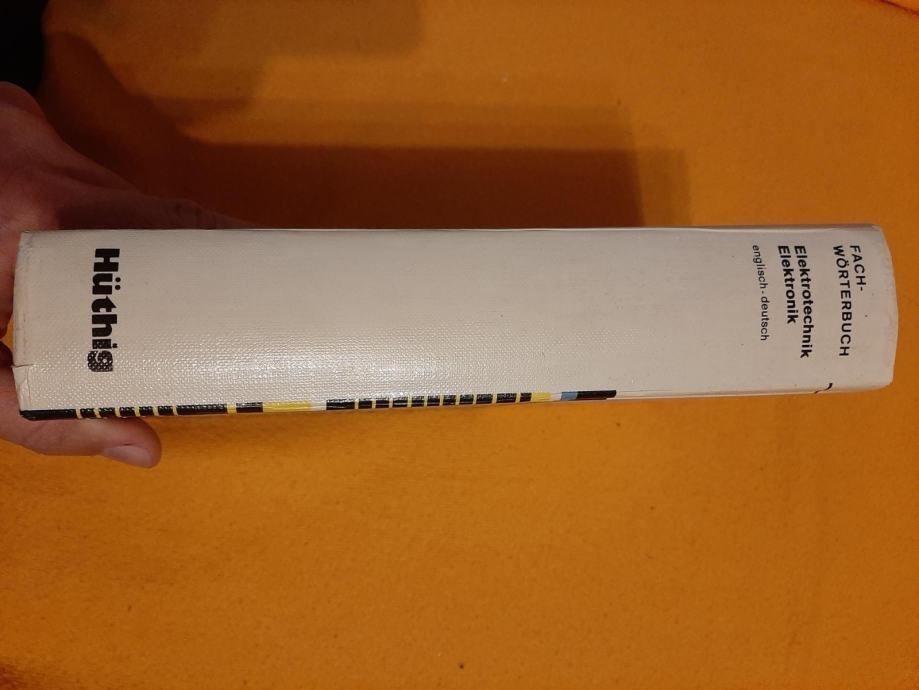 FACH-
WÖRTERBUCH
Elektrotechnik
Elektronik
englisch-deutsch
Hüthig